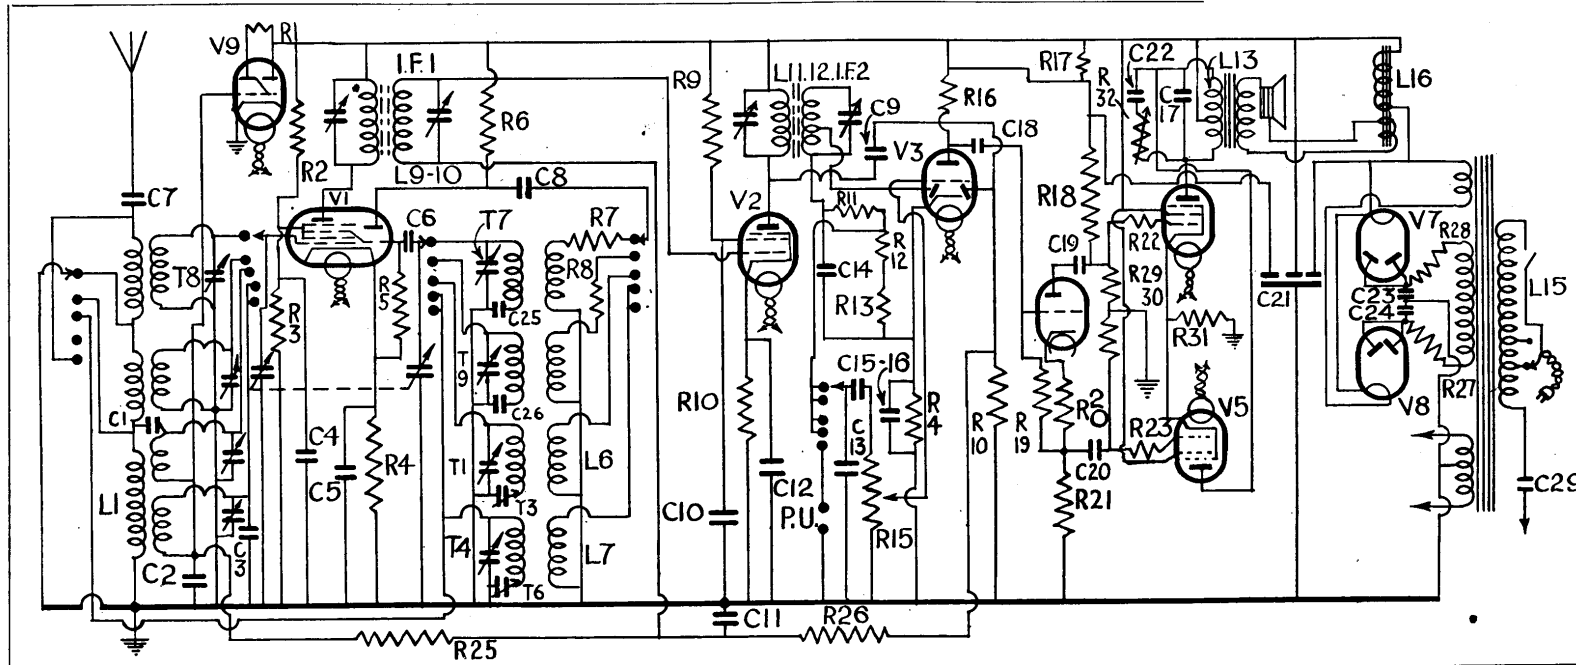 R1
V9
I.F.1
R9
L11.12.I.F2
R17
C22
L13
L16
R6
C9
R16
R
32
C
17
C18
R2
V3
L9-10
C8
R18
C7
V1
C6
T7
R7
V2
R11
V7
R28
T8
R8
R
12
R22
C19
R
5
C14
R29
30
C21
C23
C24
L15
R
3
C25
R13
R31
T
9
C15-16
R27
V8
C1
C26
R10
R
4
R
10
R
19
R2
0
R23
V5
C4
C5
R4
T1
L6
C
13
C20
L1
T3
C10
C12
P.U.
R21
C29
C
3
T4
L7
R15
C2
T6
C11
R26
R25